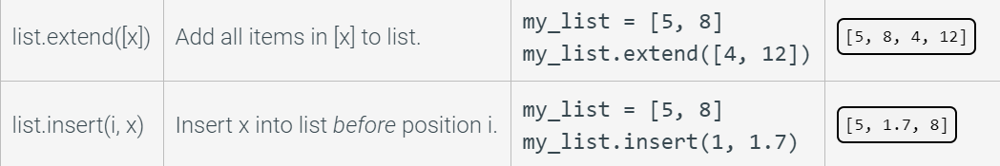 list.extend([x])
Add all items in [x] to list.
my_list = [5, 8]
my_list.extend([4, 12])
[5, 8, 4, 12]
list.insert(i, x)
Insert x into list before position i.
my_list = [5, 8]
my_list.insert(1, 1.7)
[5, 1.7, 8]